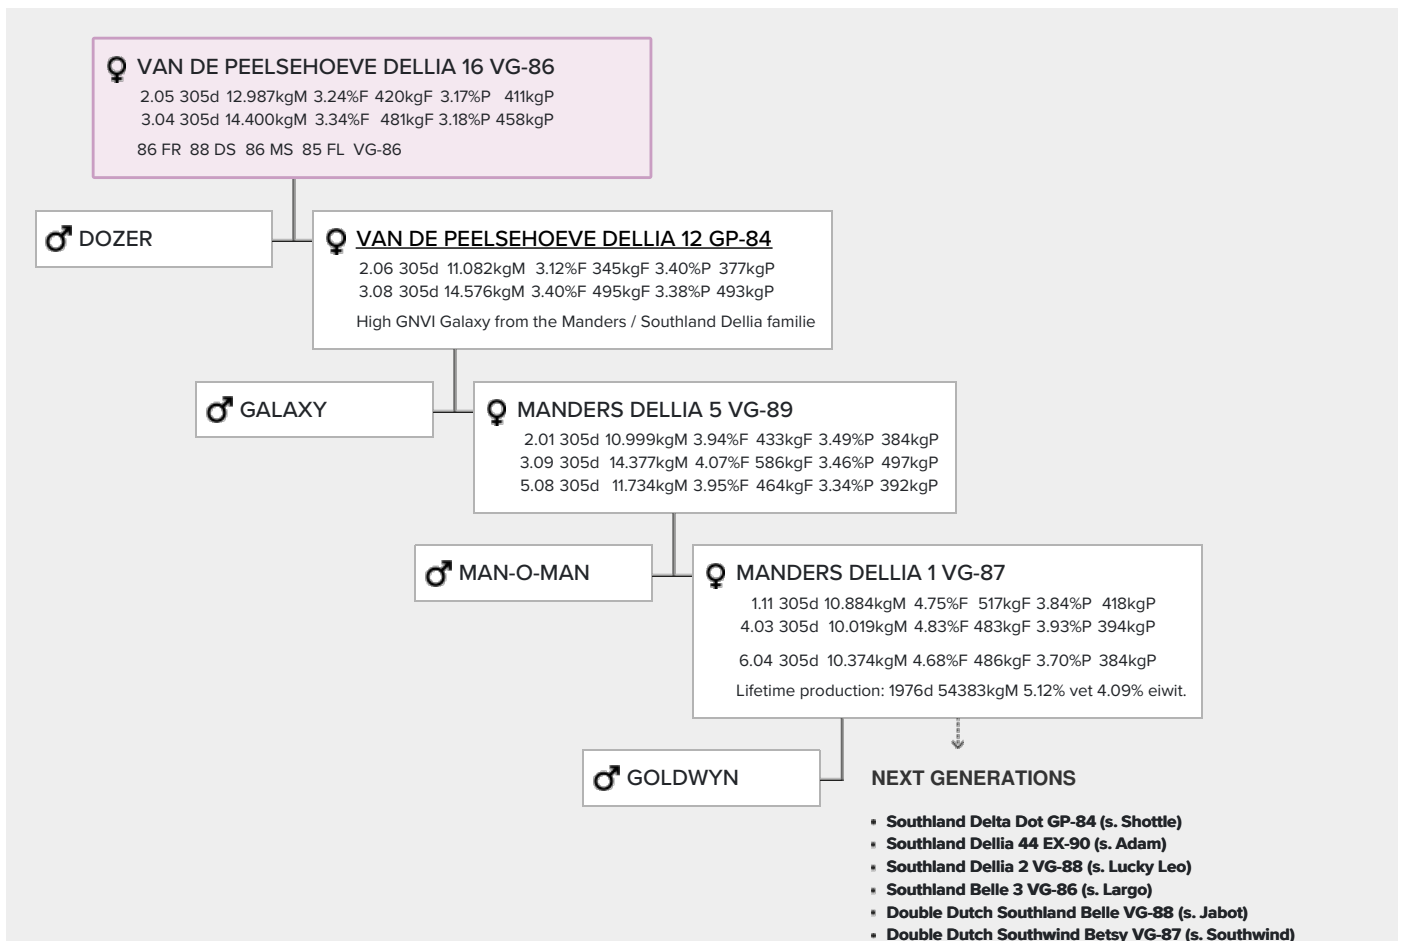 VAN DE PEELSEHOEVE DELLIA 16 VG-86
2.05 305d 12.987kgM 3.24%F 420kgF 3.17%P 411kgP
3.04 305d 14.400kgM 3.34%F 481kgF 3.18%P 458kgP
86 FR 88 DS 86 MS 85 FL VG-86
DOZER
VAN DE PEELSEHOEVE DELLIA 12 GP-84
2.06 305d 11.082kgM 3.12%F 345kgF 3.40%P 377kgP
3.08 305d 14.576kgM 3.40%F 495kgF 3.38%P 493kgP
High GNVI Galaxy from the Manders / Southland Dellia familie
GALAXY
MANDERS DELLIA 5 VG-89
2.01 305d 10.999kgM 3.94%F 433kgF 3.49%P 384kgP
3.09 305d 14.377kgM 4.07%F 586kgF 3.46%P 497kgP
5.08 305d 11.734kgM 3.95%F 464kgF 3.34%P 392kgP
MAN-O-MAN
MANDERS DELLIA 1 VG-87
1.11 305d 10.884kgM 4.75%F 517kgF 3.84%P 418kgP
4.03 305d 10.019kgM 4.83%F 483kgF 3.93%P 394kgP
6.04 305d 10.374kgM 4.68%F 486kgF 3.70%P 384kgP
Lifetime production: 1976d 54383kgM 5.12% vet 4.09% eiwit.
GOLDWYN
NEXT GENERATIONS
Southland Delta Dot GP-84 (s. Shottle)
Southland Dellia 44 EX-90 (s. Adam)
Southland Dellia 2 VG-88 (s. Lucky Leo)
Southland Belle 3 VG-86 (s. Largo)
Double Dutch Southland Belle VG-88 (s. Jabot)
Double Dutch Southwind Betsy VG-87 (s. Southwind)